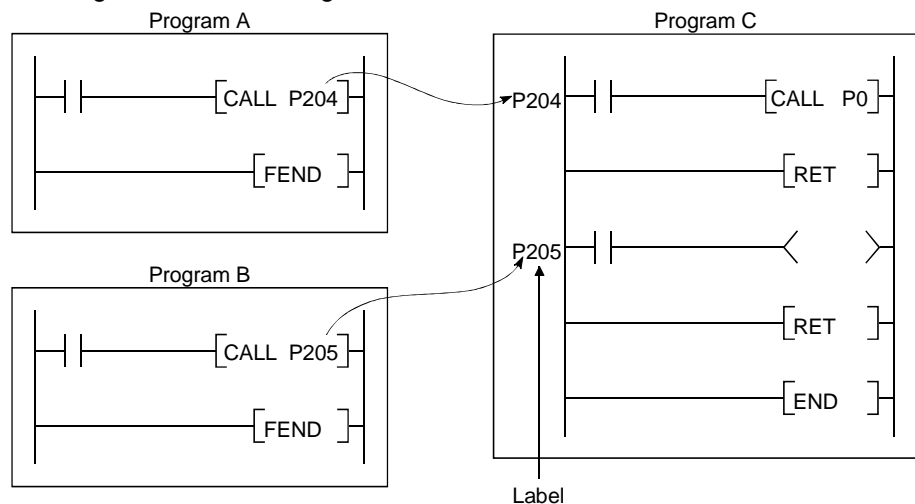 Program A
CALL P204
FEND
Program B
CALL P205
FEND
Program C
P204
CALL P0
RET
P205
RET
END
Label